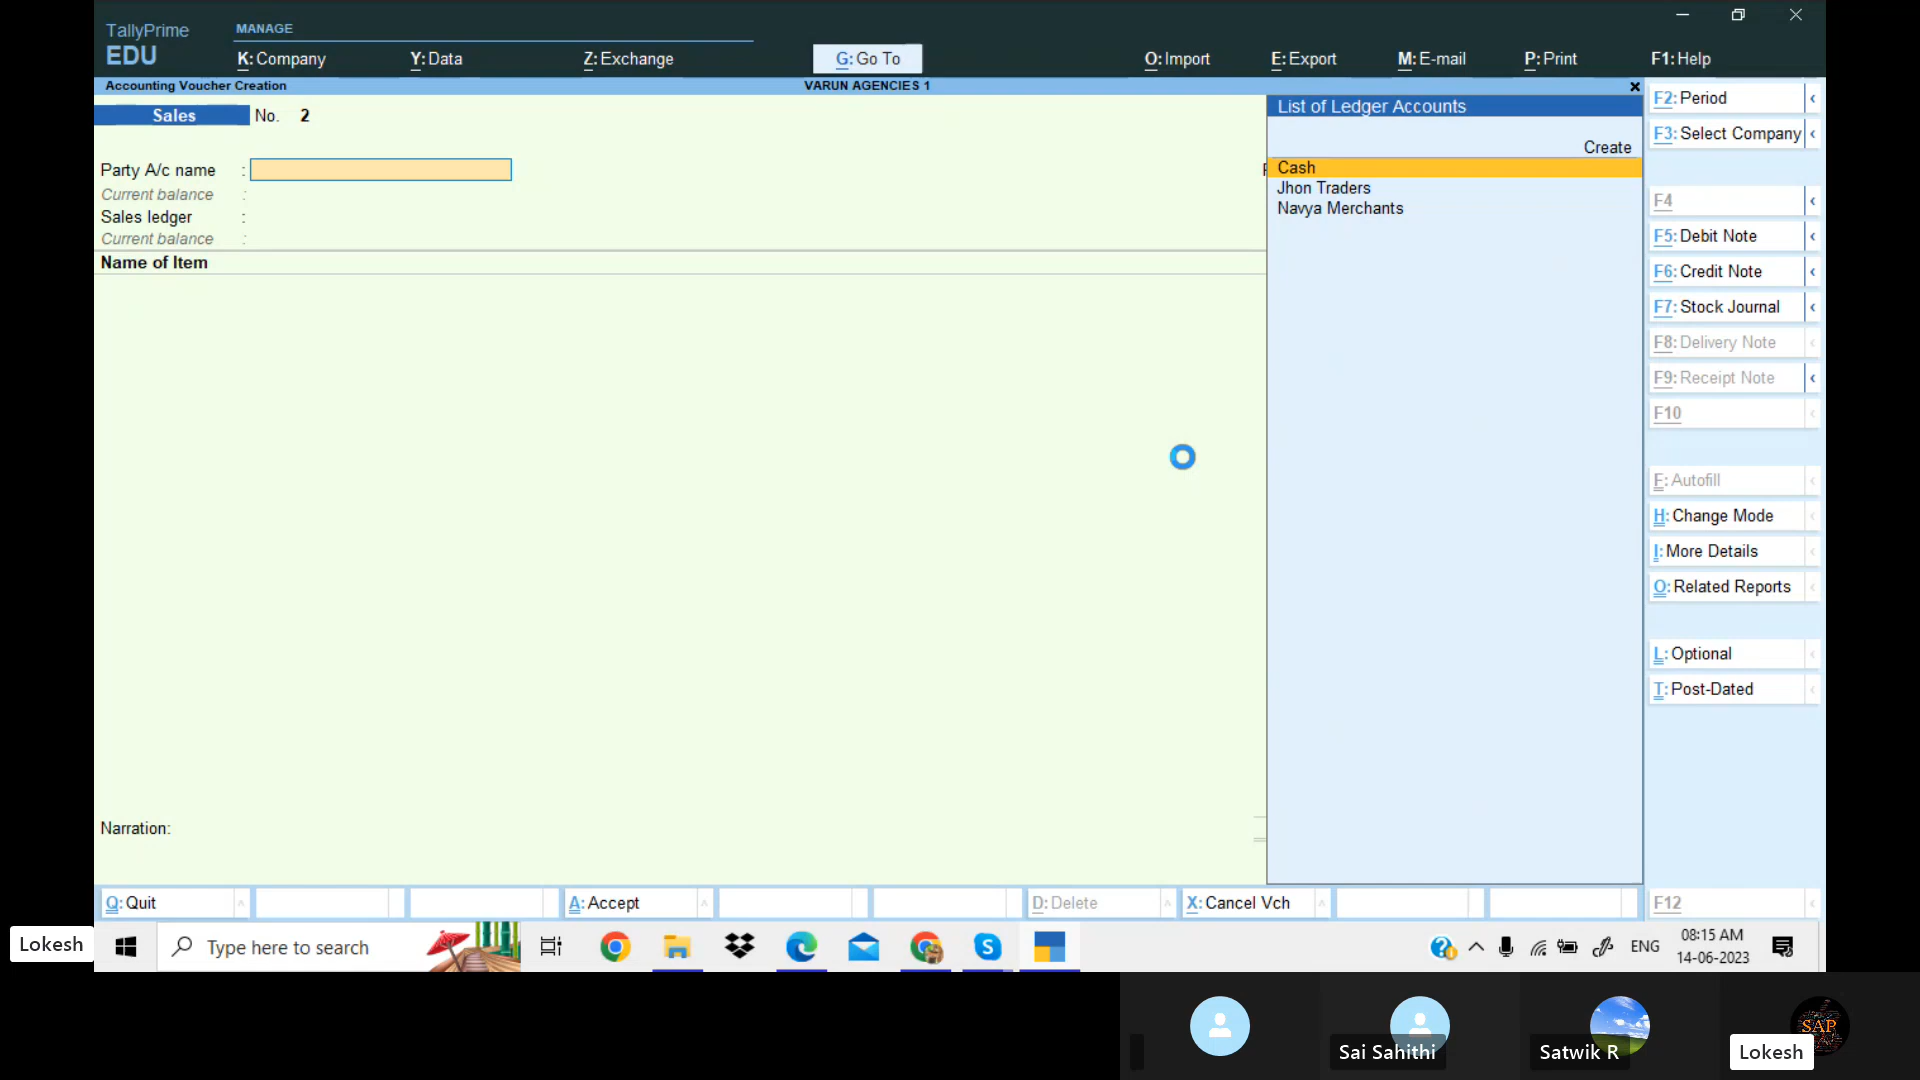 TallyPrime
EDU
MANAGE
K: Company
Y: Data
Z: Exchange
G: Go To
O: Import
E: Export
M: E-mail
P: Print
F1: Help
Accounting Voucher Creation
VARUN AGENCIES 1
Sales No. 2
Party A/c name :
Current balance :
Sales ledger :
Current balance :
Name of Item
Narration:
List of Ledger Accounts
Create
Cash
Jhon Traders
Navya Merchants
F2: Period
F3: Select Company
F4
F5: Debit Note
F6: Credit Note
F7: Stock Journal
F8: Delivery Note
F9: Receipt Note
F10
F: Autofill
H: Change Mode
I: More Details
O: Related Reports
L: Optional
T: Post-Dated
Q: Quit
A: Accept
D: Delete
X: Cancel Vch
F12
Lokesh
Type here to search
ENG
08:15 AM
14-06-2023
Sai Sahithi
Satwik R
SAP
Lokesh